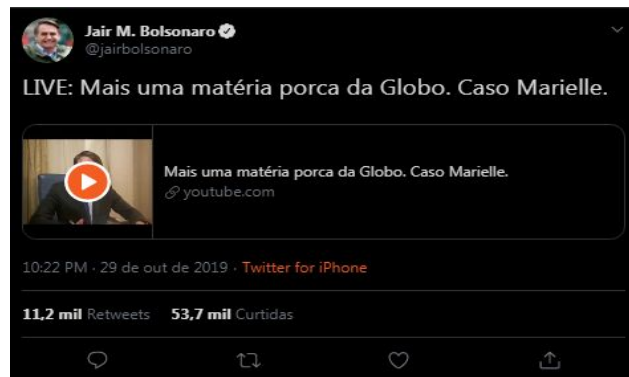 Jair M. Bolsonaro
@jairbolsonaro
LIVE: Mais uma matéria porca da Globo. Caso Marielle.
Mais uma matéria porca da Globo. Caso Marielle.
youtube.com
10:22 PM · 29 de out de 2019 · Twitter for iPhone
11,2 mil Retweets 53,7 mil Curtidas